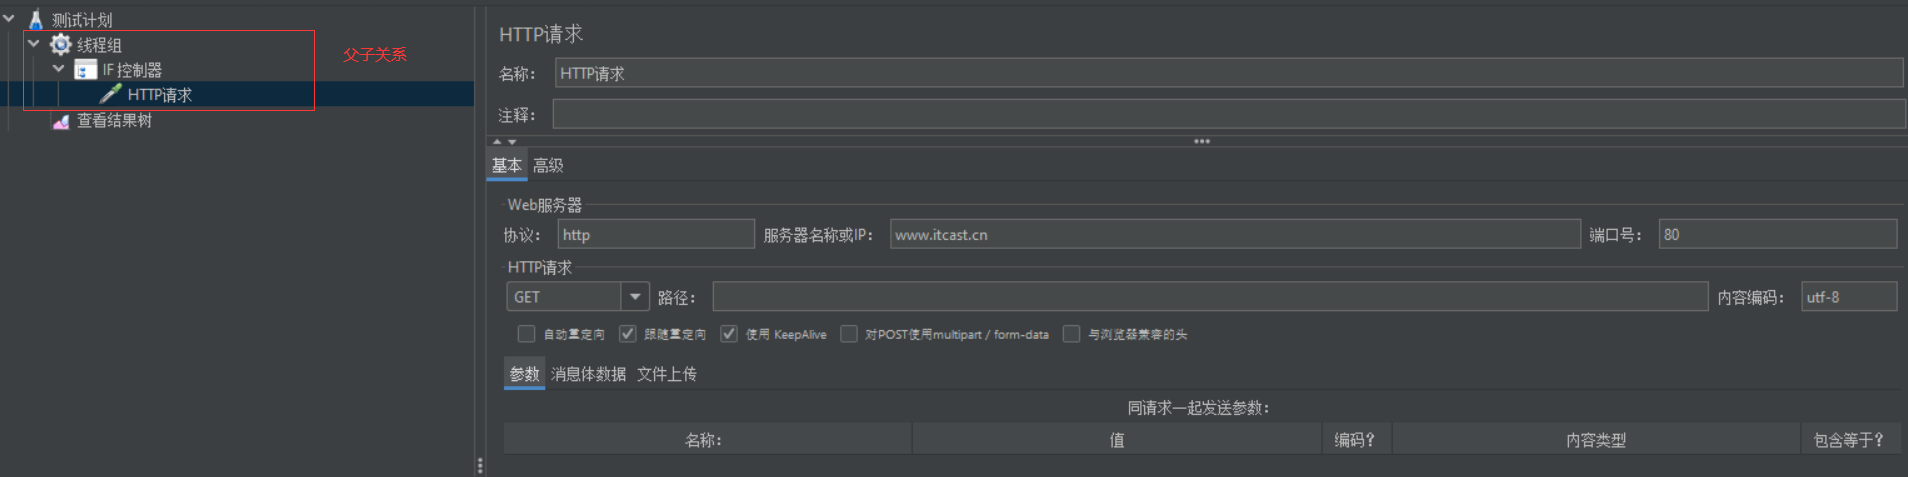 测试计划
线程组
IF 控制器
HTTP请求
查看结果树
父子关系
HTTP请求
名称： HTTP请求
注释：
基本 高级
Web服务器
协议： http 服务器名称或IP： www.itcast.cn 端口号： 80
HTTP请求
GET 路径： 内容编码： utf-8
自动重定向 跟随重定向 使用 KeepAlive 对POST使用multipart / form-data 与浏览器兼容的头
参数 消息体数据 文件上传
同请求一起发送参数：
名称： 值 编码？ 内容类型 包含等于？